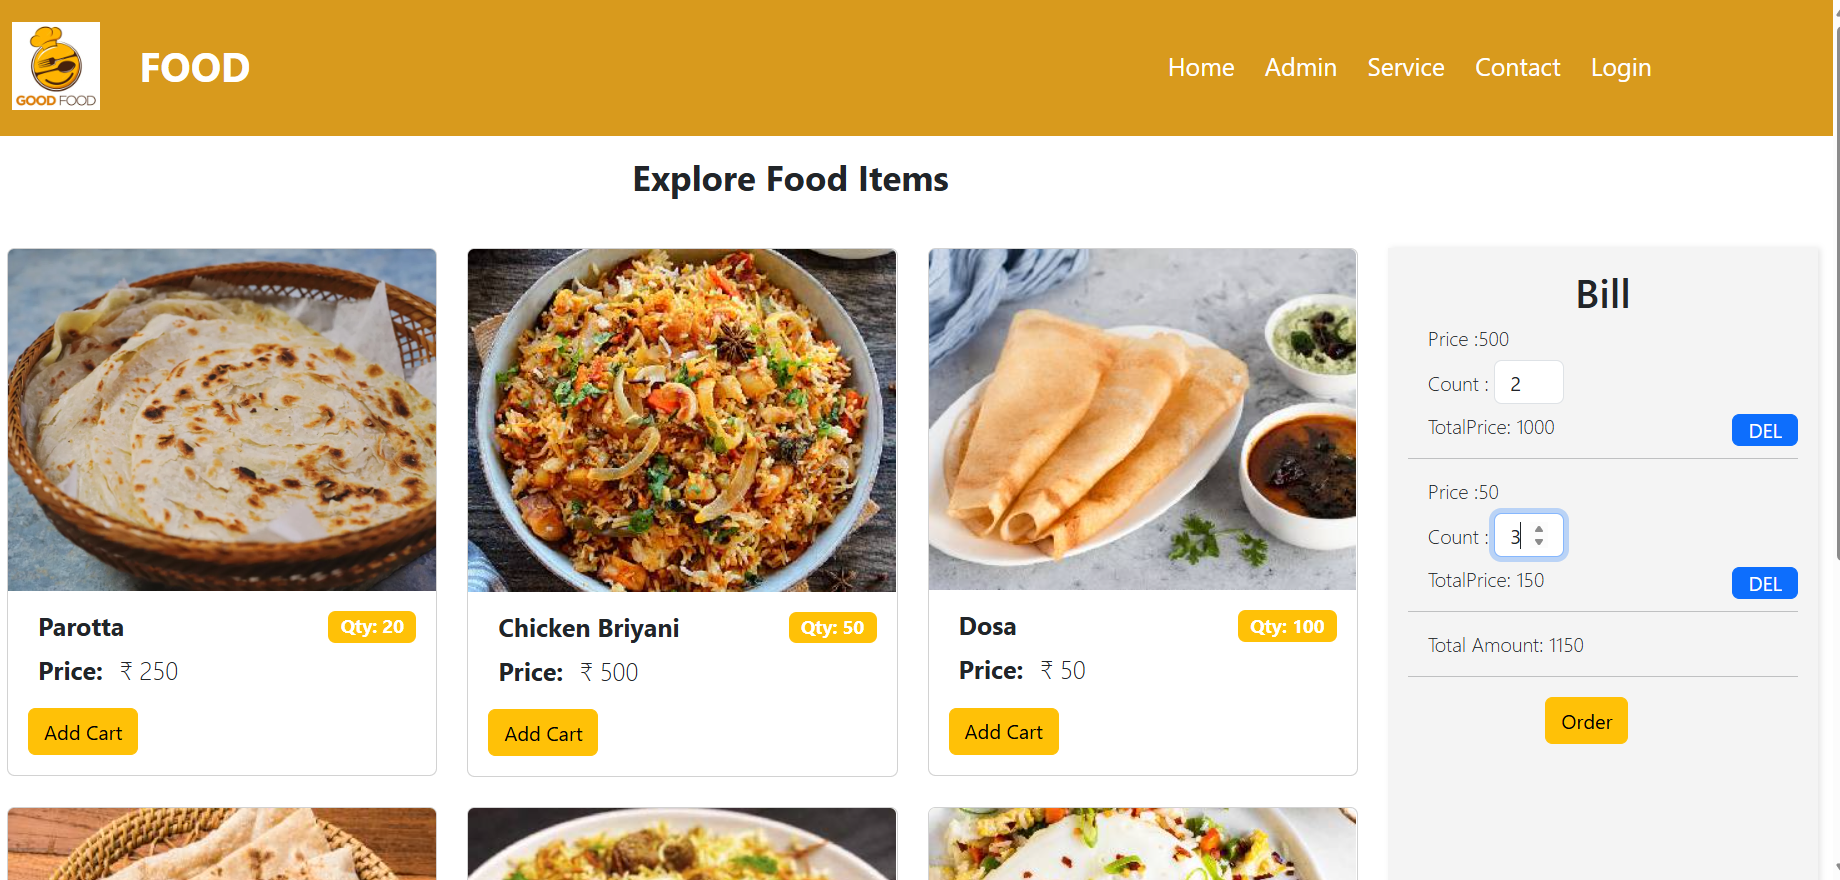 GOOD FOOD
FOOD
Home Admin Service Contact Login
Explore Food Items
Parotta
Qty: 20
Price: ₹ 250
Add Cart
Chicken Briyani
Qty: 50
Price: ₹ 500
Add Cart
Dosa
Qty: 100
Price: ₹ 50
Add Cart
Bill
Price :500
Count : 2
TotalPrice: 1000
DEL
Price :50
Count : 3
TotalPrice: 150
DEL
Total Amount: 1150
Order